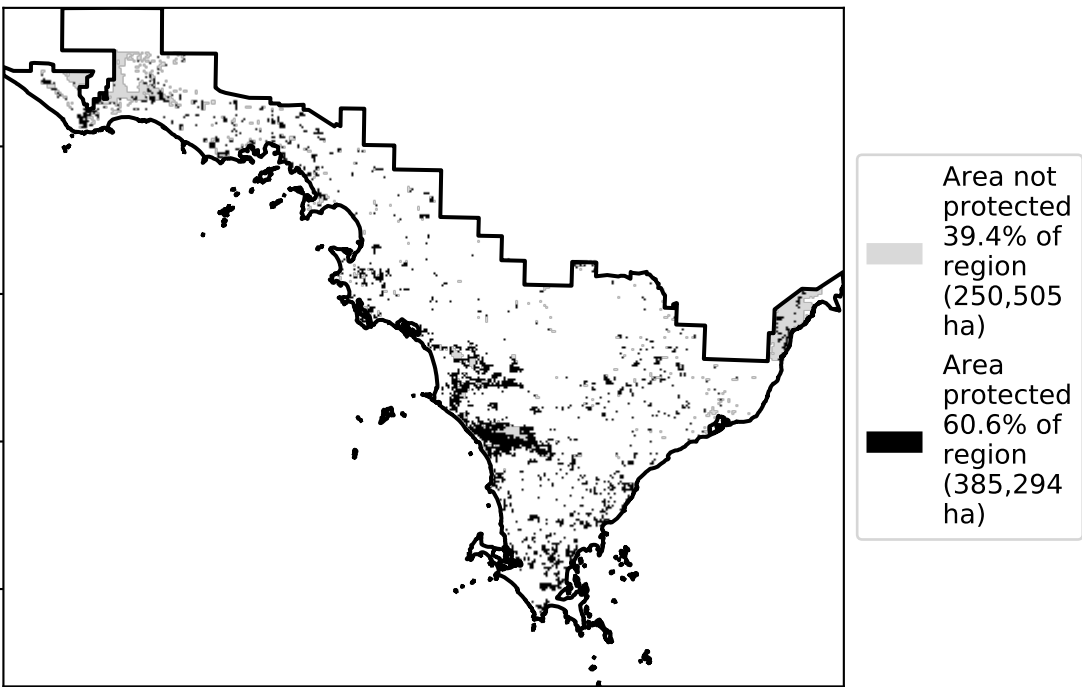 Area not
protected
39.4% of
region
(250,505
ha)
Area
protected
60.6% of
region
(385,294
ha)